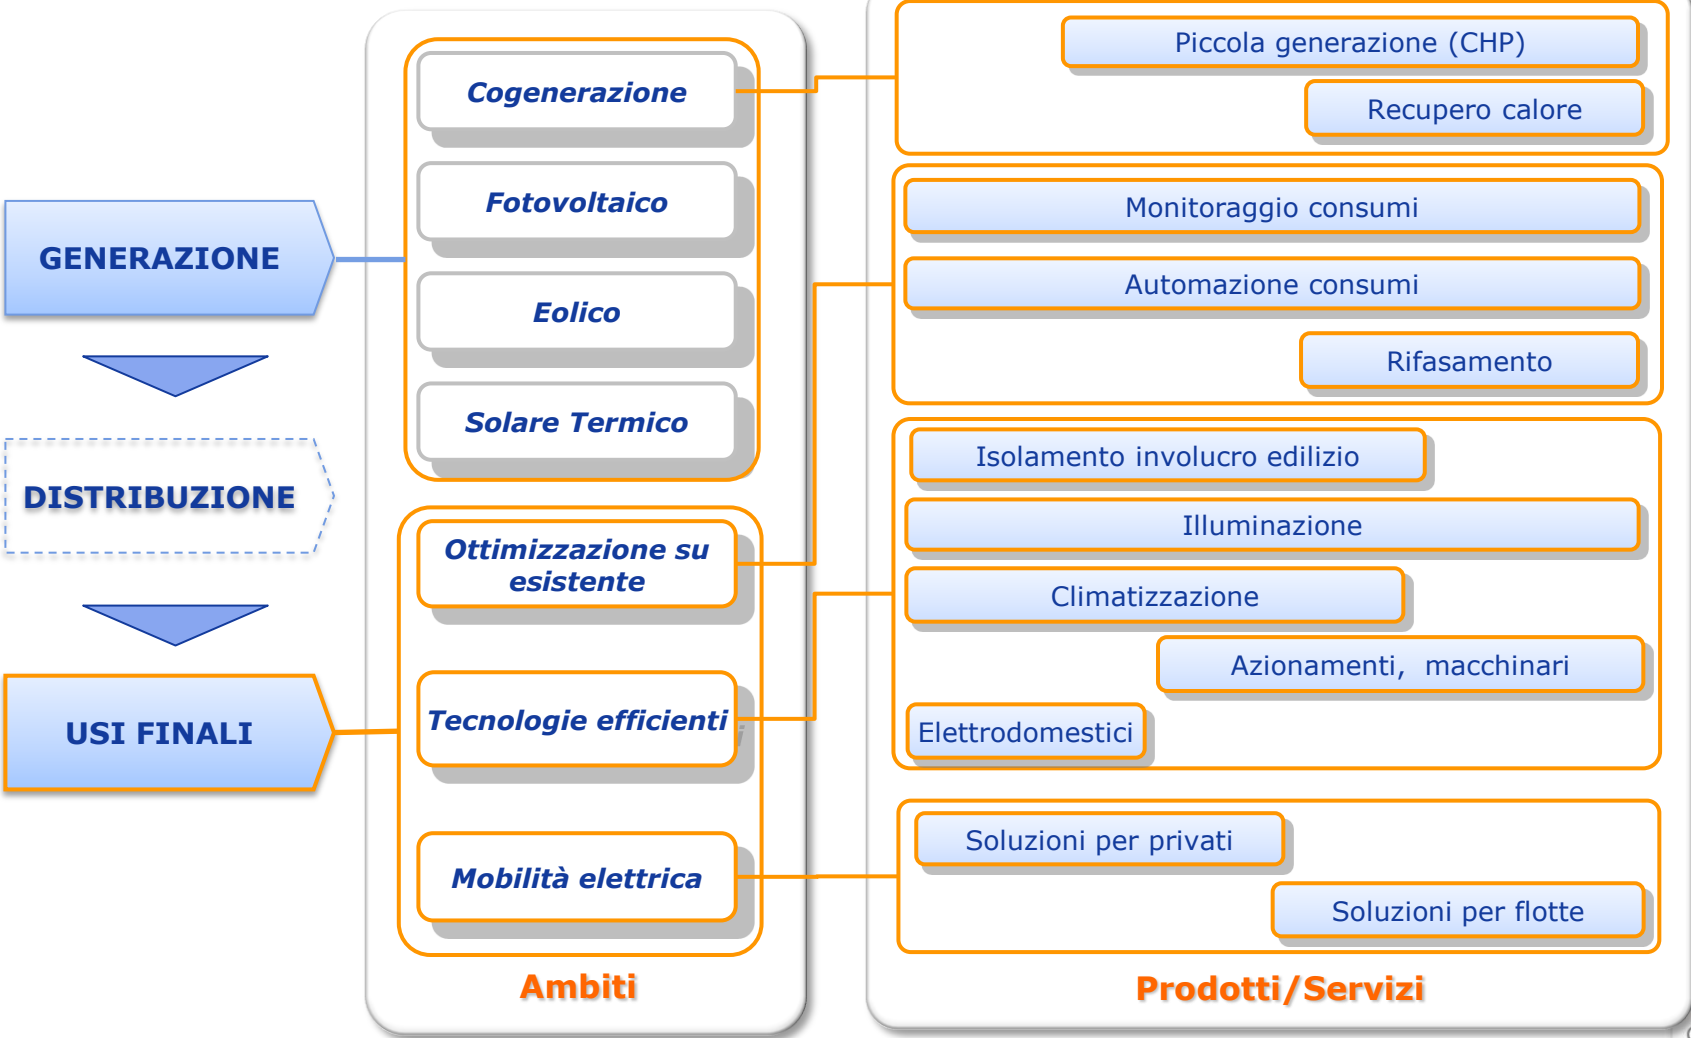 GENERAZIONE
DISTRIBUZIONE
USI FINALI
Cogenerazione
Fotovoltaico
Eolico
Solare Termico
Ottimizzazione su
esistente
Tecnologie efficienti
Mobilità elettrica
Ambiti
Piccola generazione (CHP)
Recupero calore
Monitoraggio consumi
Automazione consumi
Rifasamento
Isolamento involucro edilizio
Illuminazione
Climatizzazione
Azionamenti, macchinari
Elettrodomestici
Soluzioni per privati
Soluzioni per flotte
Prodotti/Servizi